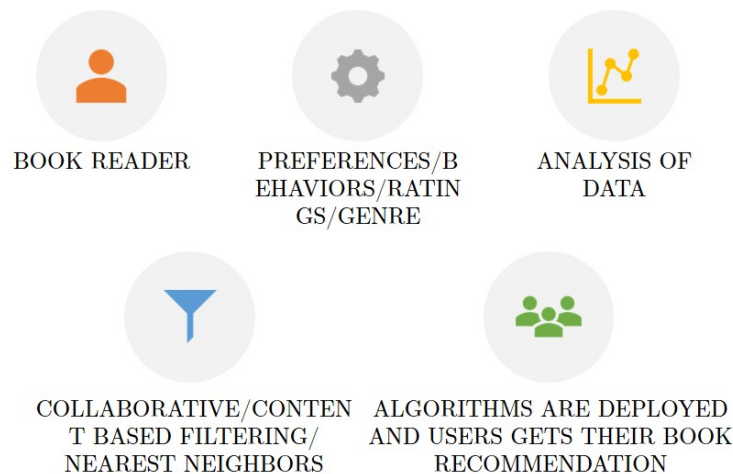 BOOK READER
PREFERENCES/B
EHAVIORS/RATIN
GS/GENRE
ANALYSIS OF
DATA
COLLABORATIVE/CONTEN
T BASED FILTERING/
NEAREST NEIGHBORS
ALGORITHMS ARE DEPLOYED
AND USERS GETS THEIR BOOK
RECOMMENDATION